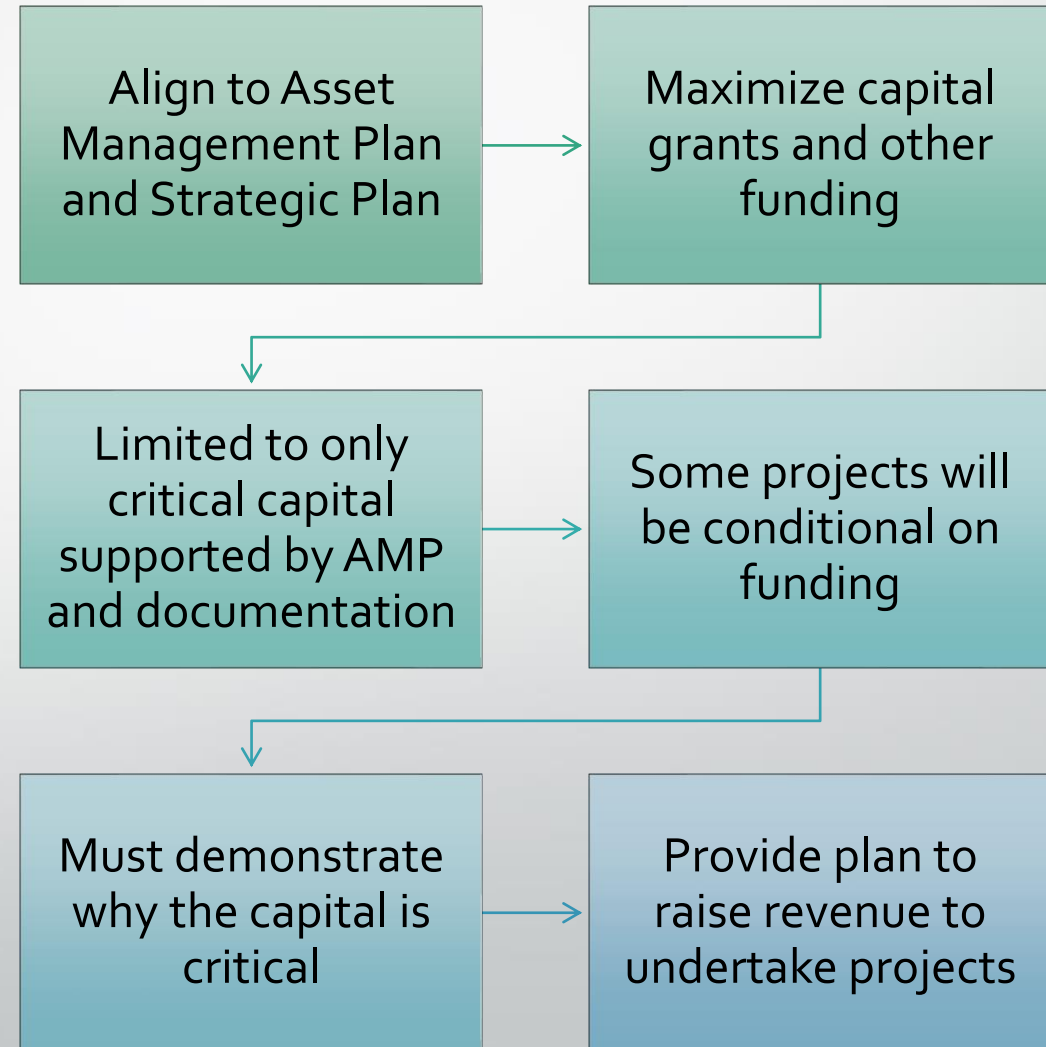 Align to Asset
Management Plan
and Strategic Plan
Maximize capital
grants and other
funding
Limited to only
critical capital
supported by AMP
and documentation
Some projects will
be conditional on
funding
Must demonstrate
why the capital is
critical
Provide plan to
raise revenue to
undertake projects